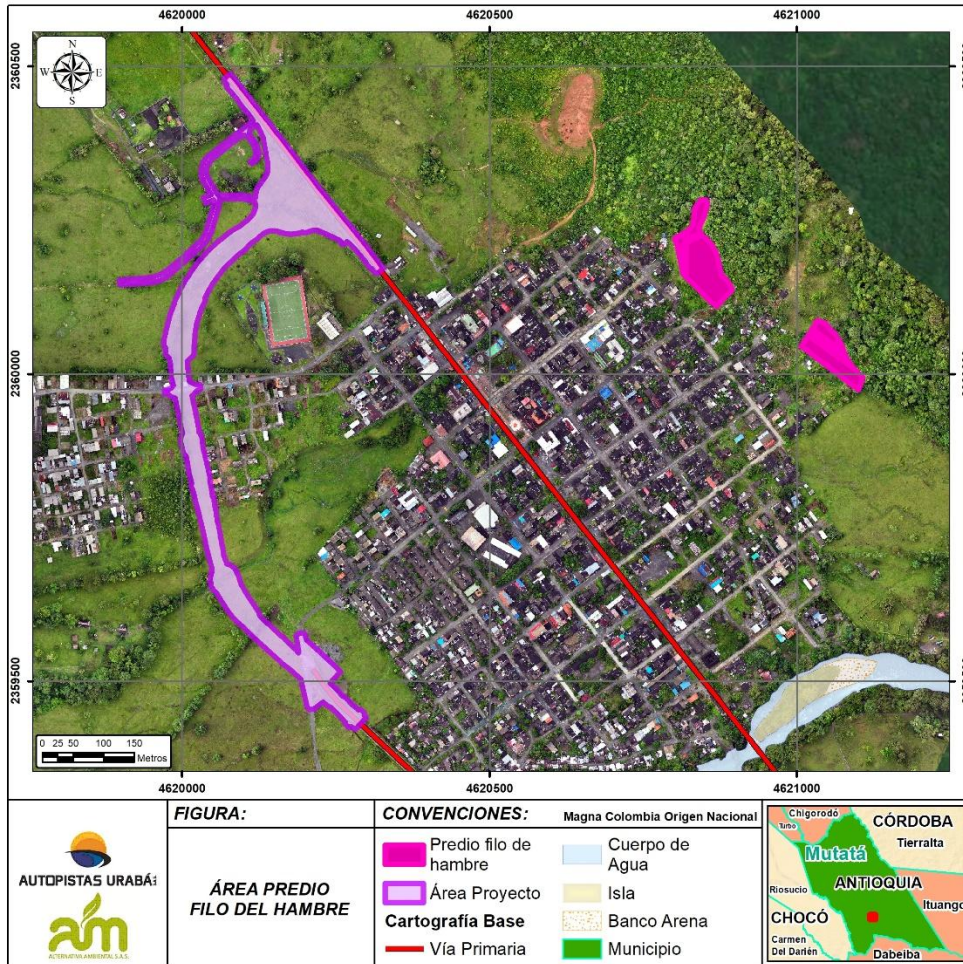 4620000
4620500
4621000
N
W
E
S
2360500
2360000
2359500
0 25 50 100 150
Metros
4620000
4620500
4621000
AUTOPISTAS URABÁ
ALTERNATIVA AMBIENTAL S.A.S.
FIGURA:
ÁREA PREDIO
FILO DEL HAMBRE
CONVENCIONES:
Magna Colombia Origen Nacional
Predio filo de
hambre
Área Proyecto
Cartografía Base
Vía Primaria
Cuerpo de
Agua
Isla
Banco Arena
Municipio
Chigorodó
Turbo
CÓRDOBA
Tierralta
Mutatá
ANTIOQUIA
Riosucio
Ituango
CHOCÓ
Carmen
Del Darién
Dabeiba